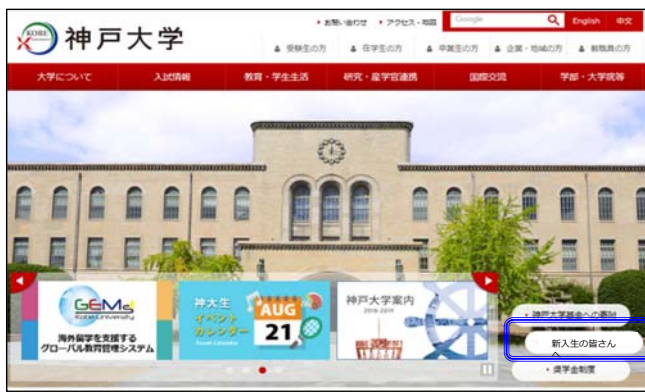 KOBE
神戸大学
お問い合わせ ・アクセス・地図
Google
English 中文
受験生の方 在学生の方 卒業生の方 企業・地域の方 教職員の方
大学について 入試情報 教育・学生生活 研究・産学官連携 国際交流 学部・大学院等
GEMs
Kobe University
海外留学を支援する
グローバル教育管理システム
神大生
イベント
カレンダー
Event Calendar
AUG
21
神戸大学案内
2018-2019
神戸大学基金への寄附
新入生の皆さん
・奨学金制度